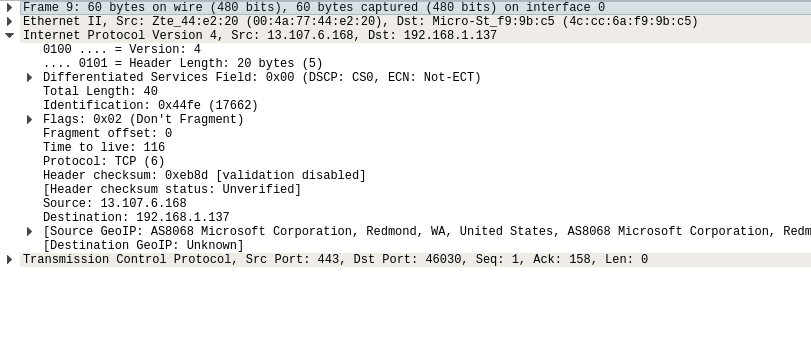 Frame 9: 60 bytes on wire (480 bits), 60 bytes captured (480 bits) on interface 0
Ethernet II, Src: Zte_44:e2:20 (00:4a:77:44:e2:20), Dst: Micro-St_f9:9b:c5 (4c:cc:6a:f9:9b:c5)
Internet Protocol Version 4, Src: 13.107.6.168, Dst: 192.168.1.137
0100 .... = Version: 4
.... 0101 = Header Length: 20 bytes (5)
Differentiated Services Field: 0x00 (DSCP: CS0, ECN: Not-ECT)
Total Length: 40
Identification: 0x44fe (17662)
Flags: 0x02 (Don't Fragment)
Fragment offset: 0
Time to live: 116
Protocol: TCP (6)
Header checksum: 0xeb8d [validation disabled]
[Header checksum status: Unverified]
Source: 13.107.6.168
Destination: 192.168.1.137
[Source GeoIP: AS8068 Microsoft Corporation, Redmond, WA, United States, AS8068 Microsoft Corporation, Redm
[Destination GeoIP: Unknown]
Transmission Control Protocol, Src Port: 443, Dst Port: 46030, Seq: 1, Ack: 158, Len: 0